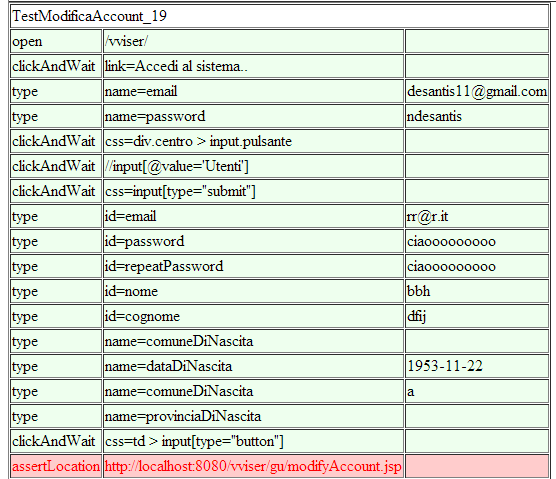 TestModificaAccount_19
open /vviser/
clickAndWait link=Accedi al sistema..
type name=email desantis11@gmail.com
type name=password ndesantis
clickAndWait css=div.centro > input.pulsante
clickAndWait //input[@value='Utenti']
clickAndWait css=input[type="submit"]
type id=email rr@r.it
type id=password ciaooooooooo
type id=repeatPassword ciaooooooooo
type id=nome bbh
type id=cognome dfij
type name=comuneDiNascita
type name=dataDiNascita 1953-11-22
type name=comuneDiNascita a
type name=provinciaDiNascita
clickAndWait css=td > input[type="button"]
assertLocation http://localhost:8080/vviser/gu/modifyAccount.jsp